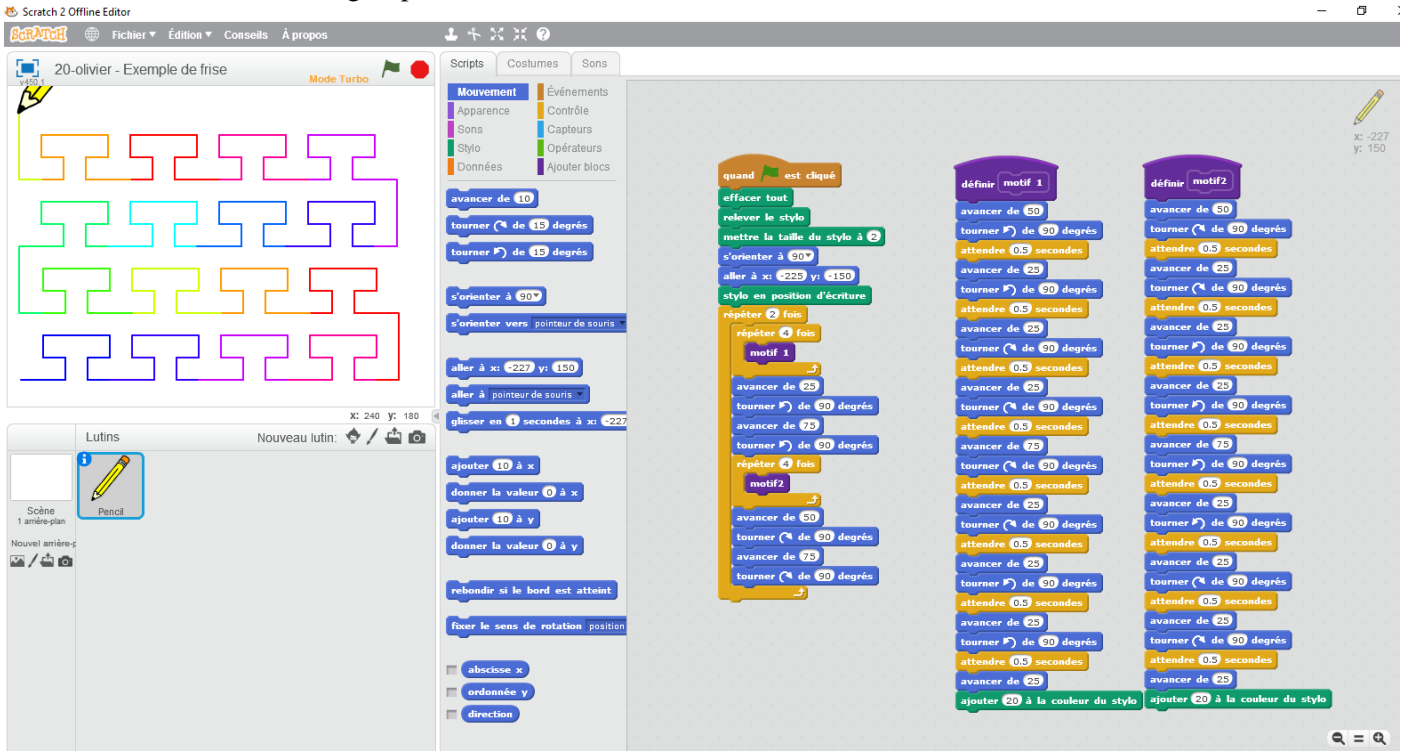 Scratch 2 Offline Editor
SCRATCH Fichier Édition Conseils À propos
v450.1
20-olivier - Exemple de frise
Mode Turbo
X: 240 Y: 180
Lutins
Nouveau lutin:
Scène
1 arrière-plan
Pencil
Nouvel arrière-p
Scripts Costumes Sons
Mouvement Événements
Apparence Contrôle
Sons Capteurs
Stylo Opérateurs
Données Ajouter blocs
avancer de 10
tourner de 15 degrés
tourner de 15 degrés
s'orienter à 90
s'orienter vers pointeur de souris
aller à x: -227 y: 150
aller à pointeur de souris
glisser en 1 secondes à x: -227
ajouter 10 à x
donner la valeur 0 à x
ajouter 10 à y
donner la valeur 0 à y
rebondir si le bord est atteint
fixer le sens de rotation position
abscisse x
ordonnée y
direction
quand est cliqué
effacer tout
relever le stylo
mettre la taille du stylo à 2
s'orienter à 90
aller à x: -225 y: -150
stylo en position d'écriture
répéter 2 fois
répéter 4 fois
motif 1
avancer de 25
tourner de 90 degrés
avancer de 75
tourner de 90 degrés
répéter 4 fois
motif2
avancer de 50
tourner de 90 degrés
avancer de 75
tourner de 90 degrés
définir motif 1
avancer de 50
tourner de 90 degrés
attendre 0.5 secondes
avancer de 25
tourner de 90 degrés
attendre 0.5 secondes
avancer de 25
tourner de 90 degrés
attendre 0.5 secondes
avancer de 25
tourner de 90 degrés
attendre 0.5 secondes
avancer de 75
tourner de 90 degrés
attendre 0.5 secondes
avancer de 25
tourner de 90 degrés
attendre 0.5 secondes
avancer de 25
tourner de 90 degrés
attendre 0.5 secondes
avancer de 25
tourner de 90 degrés
attendre 0.5 secondes
avancer de 25
ajouter 20 à la couleur du stylo
définir motif2
avancer de 50
tourner de 90 degrés
attendre 0.5 secondes
avancer de 25
tourner de 90 degrés
attendre 0.5 secondes
avancer de 25
tourner de 90 degrés
attendre 0.5 secondes
avancer de 25
tourner de 90 degrés
attendre 0.5 secondes
avancer de 75
tourner de 90 degrés
attendre 0.5 secondes
avancer de 25
tourner de 90 degrés
attendre 0.5 secondes
avancer de 25
tourner de 90 degrés
attendre 0.5 secondes
avancer de 25
tourner de 90 degrés
attendre 0.5 secondes
avancer de 25
ajouter 20 à la couleur du stylo
x: -227
y: 150